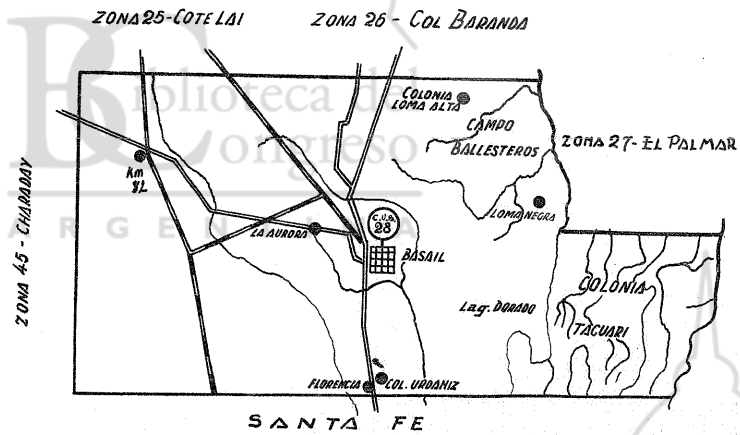 ZONA 25-COTE LAI
ZONA 26 - COL BARANDA
BC
Biblioteca del
Congreso
ARGENTINA
COLONIA
LOMA ALTA
CAMPO
BALLESTEROS
ZONA 27- EL PALMAR
Km
82
ZONA 45 - CHARADAY
LOMA NEGRA
C.U.B.
28
LA AURORA
BASAIL
COLONIA
Lag. DORADO
TACUARI
FLORENCIA
COL. URDANIZ
SANTA FE